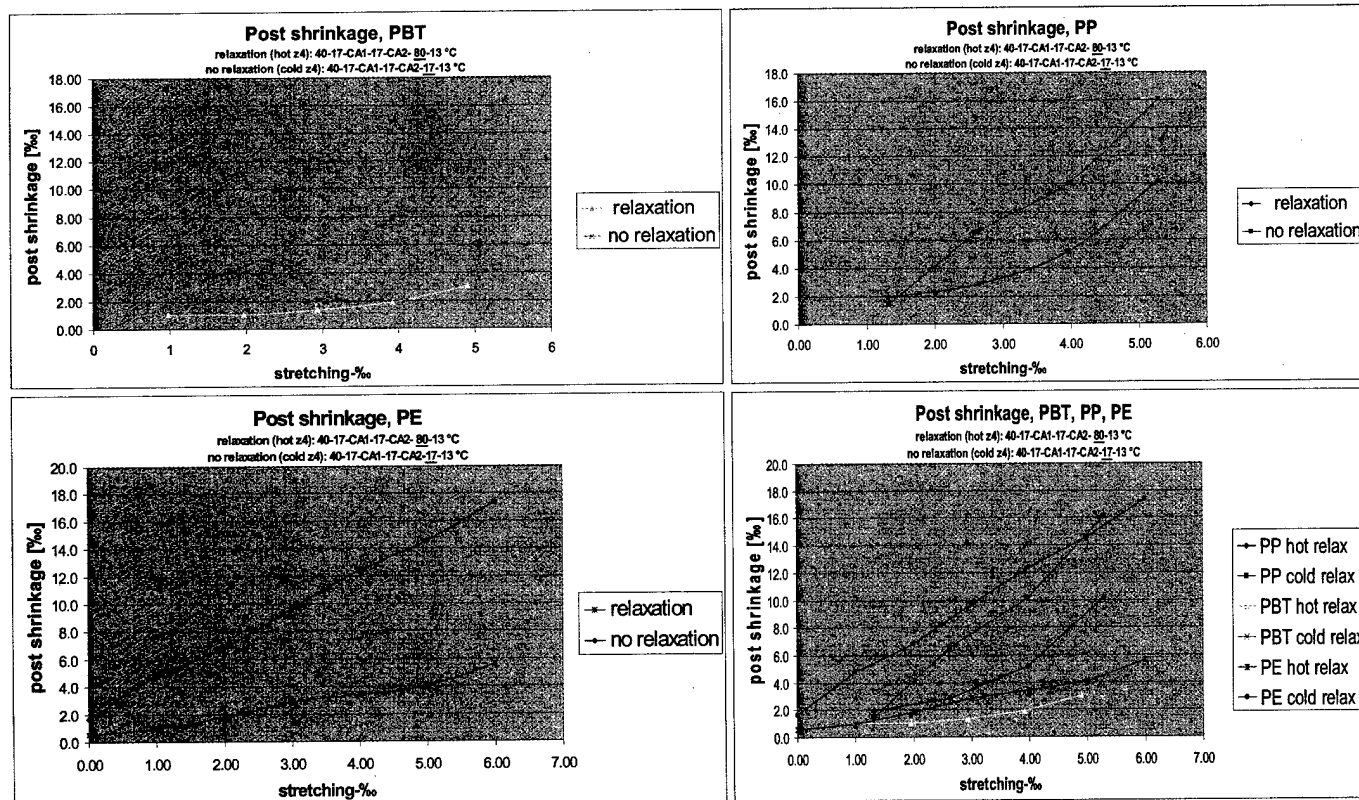 Post shrinkage, PBT
relaxation (hot z4): 40-17-CA1-17-CA2- 80-13 °C
no relaxation (cold z4): 40-17-CA1-17-CA2-17-13 °C
post shrinkage [‰]
18.00
16.00
14.00
12.00
10.00
8.00
6.00
4.00
2.00
0.00
0 1 2 3 4 5 6
stretching-‰
relaxation
no relaxation
Post shrinkage, PP
relaxation (hot z4): 40-17-CA1-17-CA2- 80-13 °C
no relaxation (cold z4): 40-17-CA1-17-CA2-17-13 °C
post shrinkage [‰]
18.0
16.0
14.0
12.0
10.0
8.0
6.0
4.0
2.0
0.0
0.00 1.00 2.00 3.00 4.00 5.00 6.00
stretching-‰
relaxation
no relaxation
Post shrinkage, PE
relaxation (hot z4): 40-17-CA1-17-CA2- 80-13 °C
no relaxation (cold z4): 40-17-CA1-17-CA2-17-13 °C
post shrinkage [‰]
20.0
18.0
16.0
14.0
12.0
10.0
8.0
6.0
4.0
2.0
0.0
0.00 1.00 2.00 3.00 4.00 5.00 6.00 7.00
stretching-‰
relaxation
no relaxation
Post shrinkage, PBT, PP, PE
relaxation (hot z4): 40-17-CA1-17-CA2- 80-13 °C
no relaxation (cold z4): 40-17-CA1-17-CA2-17-13 °C
post shrinkage [‰]
20.0
18.0
16.0
14.0
12.0
10.0
8.0
6.0
4.0
2.0
0.0
0.00 1.00 2.00 3.00 4.00 5.00 6.00 7.00
stretching-‰
PP hot relax
PP cold relax
PBT hot relax
PBT cold relax
PE hot relax
PE cold relax